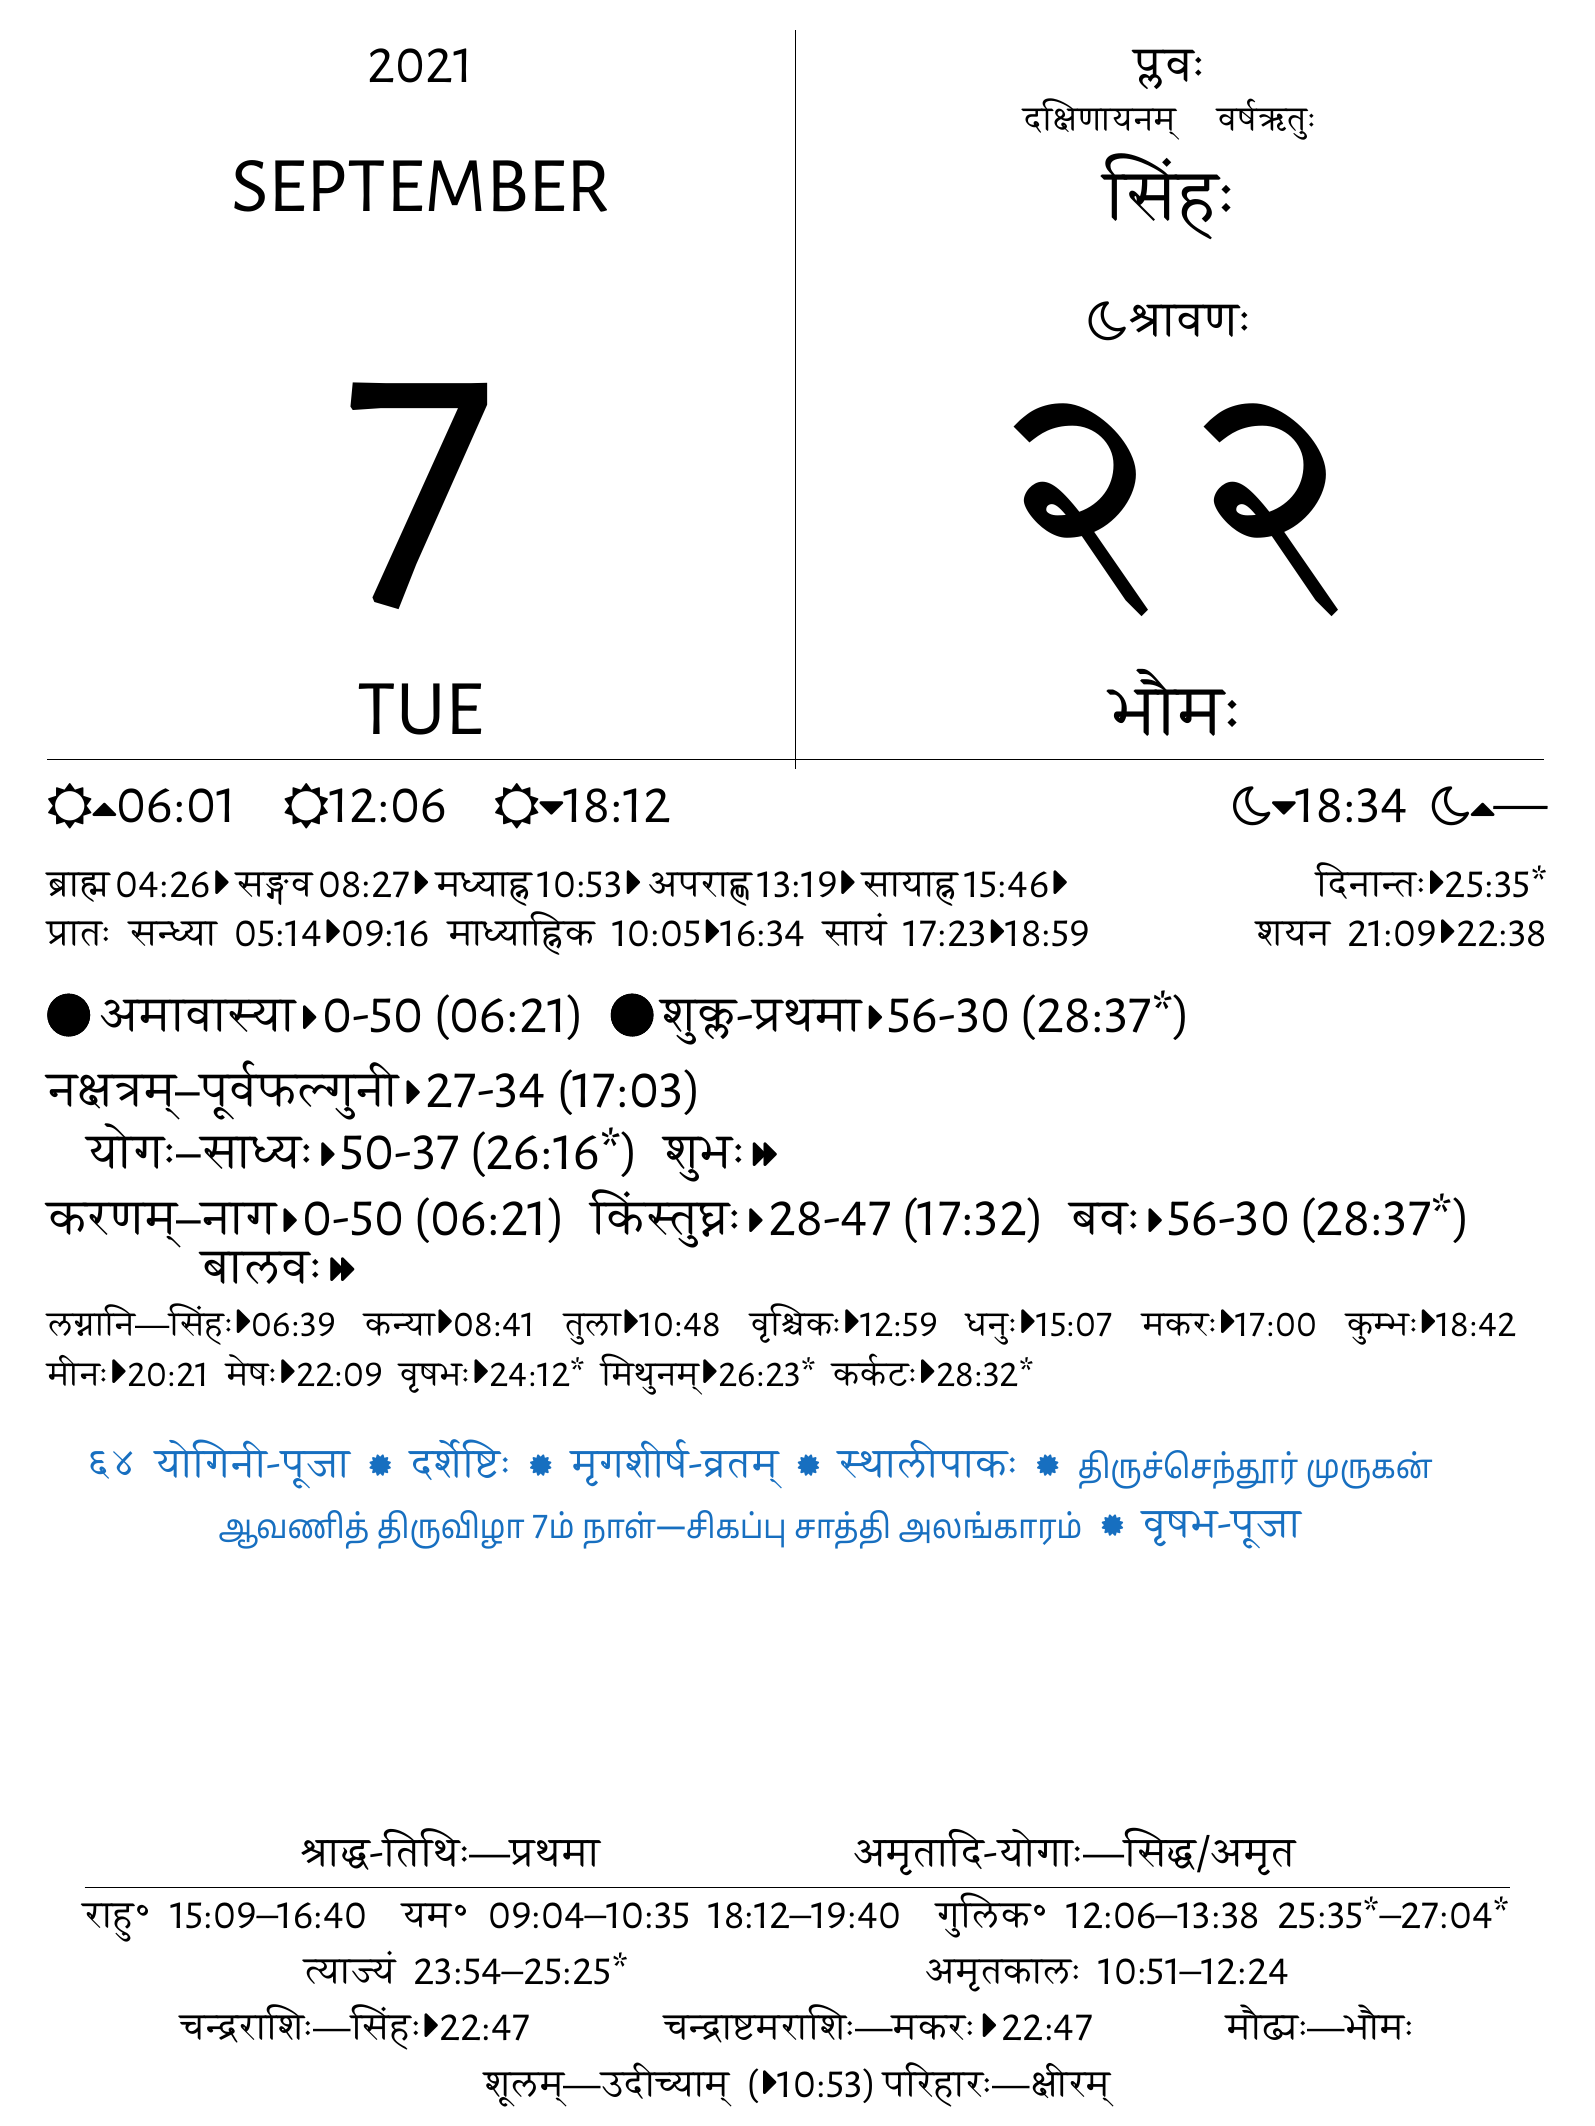 2021
SEPTEMBER
7
TUE
प्लवः
दक्षिणायनम् वर्षऋतुः
सिंहः
श्रावणः
२२
भौमः
06:01 12:06 18:12 18:34 —
ब्राह्म 04:26 सङ्गव 08:27 मध्याह्न 10:53 अपराह्ण 13:19 सायाह्न 15:46 दिनान्तः 25:35*
प्रातः सन्ध्या 05:14 09:16 माध्याह्निक 10:05 16:34 सायं 17:23 18:59 शयन 21:09 22:38
अमावास्या 0-50 (06:21) शुक्ल-प्रथमा 56-30 (28:37*)
नक्षत्रम्–पूर्वफल्गुनी 27-34 (17:03)
योगः–साध्यः 50-37 (26:16*) शुभः
करणम्–नाग 0-50 (06:21) किंस्तुघ्नः 28-47 (17:32) बवः 56-30 (28:37*)
बालवः
लग्नानि—सिंहः 06:39 कन्या 08:41 तुला 10:48 वृश्चिकः 12:59 धनुः 15:07 मकरः 17:00 कुम्भः 18:42
मीनः 20:21 मेषः 22:09 वृषभः 24:12* मिथुनम् 26:23* कर्कटः 28:32*
६४ योगिनी-पूजा ✹ दर्शेष्टिः ✹ मृगशीर्ष-व्रतम् ✹ स्थालीपाकः ✹ திருச்செந்தூர் முருகன்
ஆவணித் திருவிழா 7ம் நாள்—சிகப்பு சாத்தி அலங்காரம் ✹ वृषभ-पूजा
श्राद्ध-तिथिः—प्रथमा अमृतादि-योगाः—सिद्ध/अमृत
राहु° 15:09–16:40 यम° 09:04–10:35 18:12–19:40 गुलिक° 12:06–13:38 25:35*–27:04*
त्याज्यं 23:54–25:25* अमृतकालः 10:51–12:24
चन्द्रराशिः—सिंहः 22:47 चन्द्राष्टमराशिः—मकरः 22:47 मौढ्यः—भौमः
शूलम्—उदीच्याम् (10:53) परिहारः—क्षीरम्